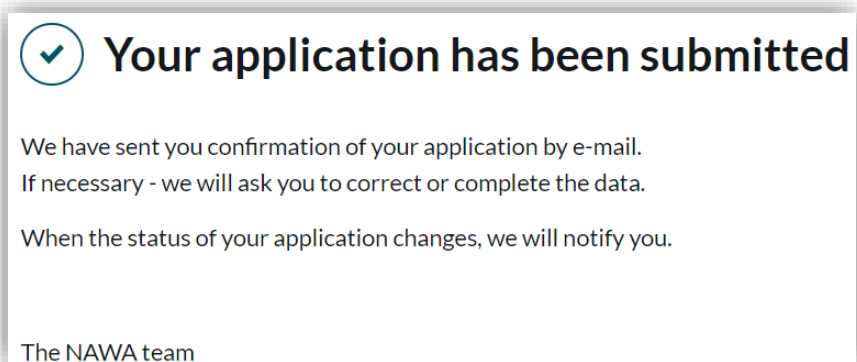 Your application has been submitted
We have sent you confirmation of your application by e-mail.
If necessary - we will ask you to correct or complete the data.
When the status of your application changes, we will notify you.
The NAWA team